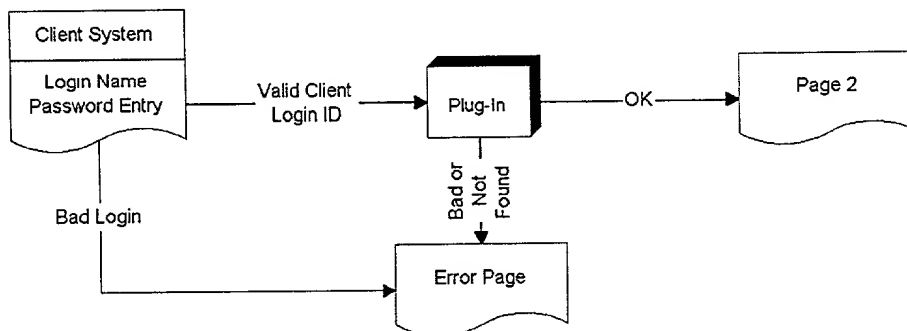 Client System
Login Name
Password Entry
Valid Client
Login ID
Plug-In
OK
Page 2
Bad or
Not
Found
Bad Login
Error Page